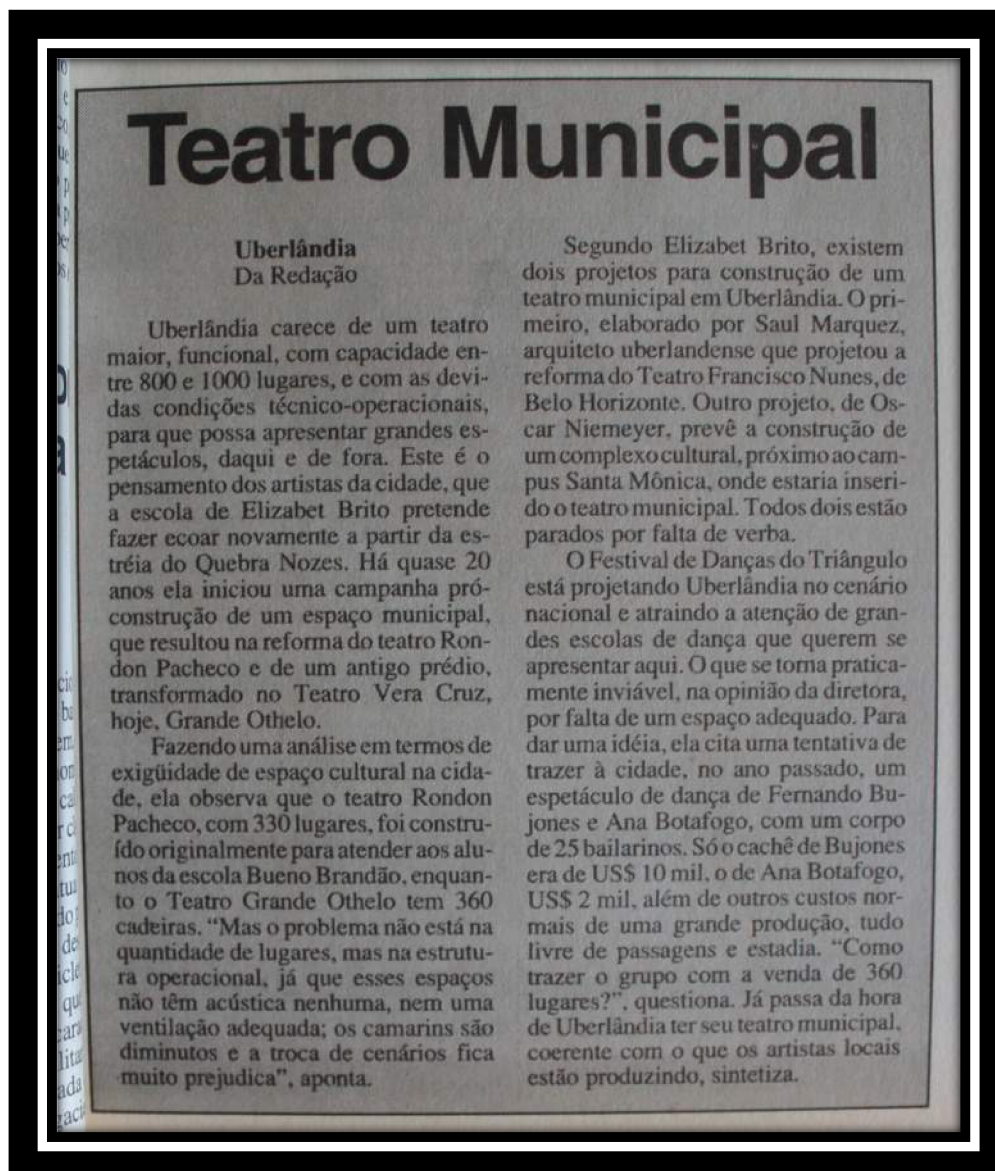 Teatro Municipal
Uberlândia
Da Redação
Uberlândia carece de um teatro
maior, funcional, com capacidade en-
tre 800 e 1000 lugares, e com as devi-
das condições técnico-operacionais,
para que possa apresentar grandes es-
petáculos, daqui e de fora. Este é o
pensamento dos artistas da cidade, que
a escola de Elizabet Brito pretende
fazer ecoar novamente a partir da es-
tréia do Quebra Nozes. Há quase 20
anos ela iniciou uma campanha pró-
construção de um espaço municipal,
que resultou na reforma do teatro Ron-
don Pacheco e de um antigo prédio,
transformado no Teatro Vera Cruz,
hoje, Grande Othelo.
Fazendo uma análise em termos de
exigüidade de espaço cultural na cida-
de, ela observa que o teatro Rondon
Pacheco, com 330 lugares, foi constru-
ído originalmente para atender aos alu-
nos da escola Bueno Brandão, enquan-
to o Teatro Grande Othelo tem 360
cadeiras. “Mas o problema não está na
quantidade de lugares, mas na estrutu-
ra operacional, já que esses espaços
não têm acústica nenhuma, nem uma
ventilação adequada; os camarins são
diminutos e a troca de cenários fica
muito prejudica”, aponta.
Segundo Elizabet Brito, existem
dois projetos para construção de um
teatro municipal em Uberlândia. O pri-
meiro, elaborado por Saul Marquez,
arquiteto uberlandense que projetou a
reforma do Teatro Francisco Nunes, de
Belo Horizonte. Outro projeto, de Os-
car Niemeyer, prevê a construção de
um complexo cultural, próximo ao cam-
pus Santa Mônica, onde estaria inseri-
do o teatro municipal. Todos dois estão
parados por falta de verba.
O Festival de Danças do Triângulo
está projetando Uberlândia no cenário
nacional e atraindo a atenção de gran-
des escolas de dança que querem se
apresentar aqui. O que se torna pratica-
mente inviável, na opinião da diretora,
por falta de um espaço adequado. Para
dar uma idéia, ela cita uma tentativa de
trazer à cidade, no ano passado, um
espetáculo de dança de Fernando Bu-
jones e Ana Botafogo, com um corpo
de 25 bailarinos. Só o cachê de Bujones
era de US$ 10 mil, o de Ana Botafogo,
US$ 2 mil, além de outros custos nor-
mais de uma grande produção, tudo
livre de passagens e estadia. “Como
trazer o grupo com a venda de 360
lugares?”, questiona. Já passa da hora
de Uberlândia ter seu teatro municipal,
coerente com o que os artistas locais
estão produzindo, sintetiza.